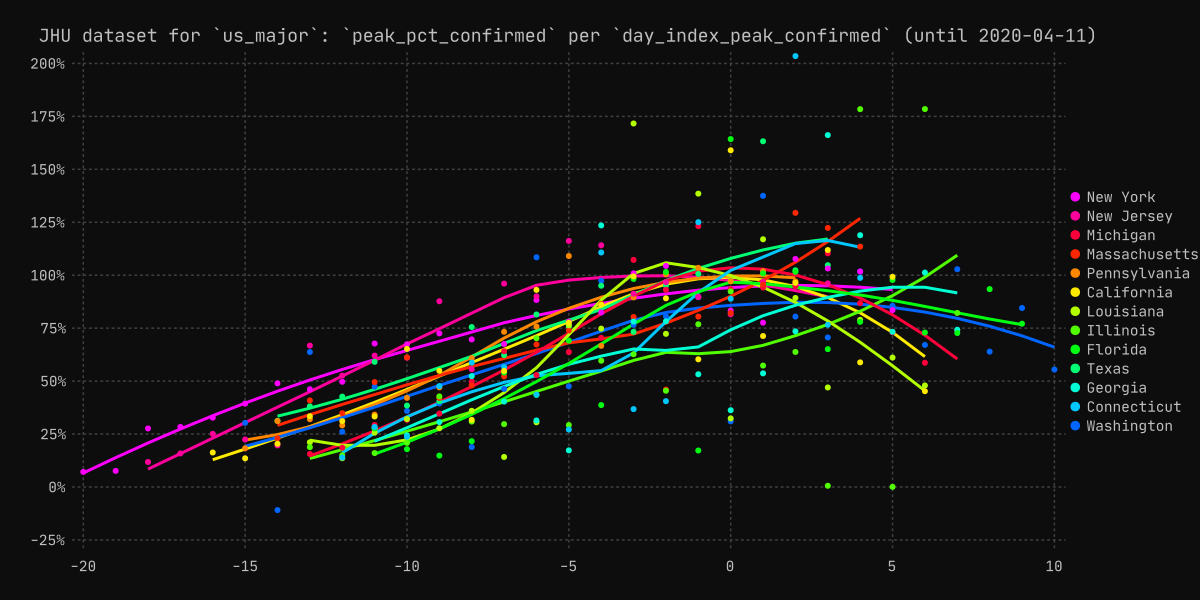 JHU dataset for `us_major`: `peak_pct_confirmed` per `day_index_peak_confirmed` (until 2020-04-11)
200%
175%
150%
125%
100%
75%
50%
25%
0%
-25%
-20
-15
-10
-5
0
5
10
New York
New Jersey
Michigan
Massachusetts
Pennsylvania
California
Louisiana
Illinois
Florida
Texas
Georgia
Connecticut
Washington